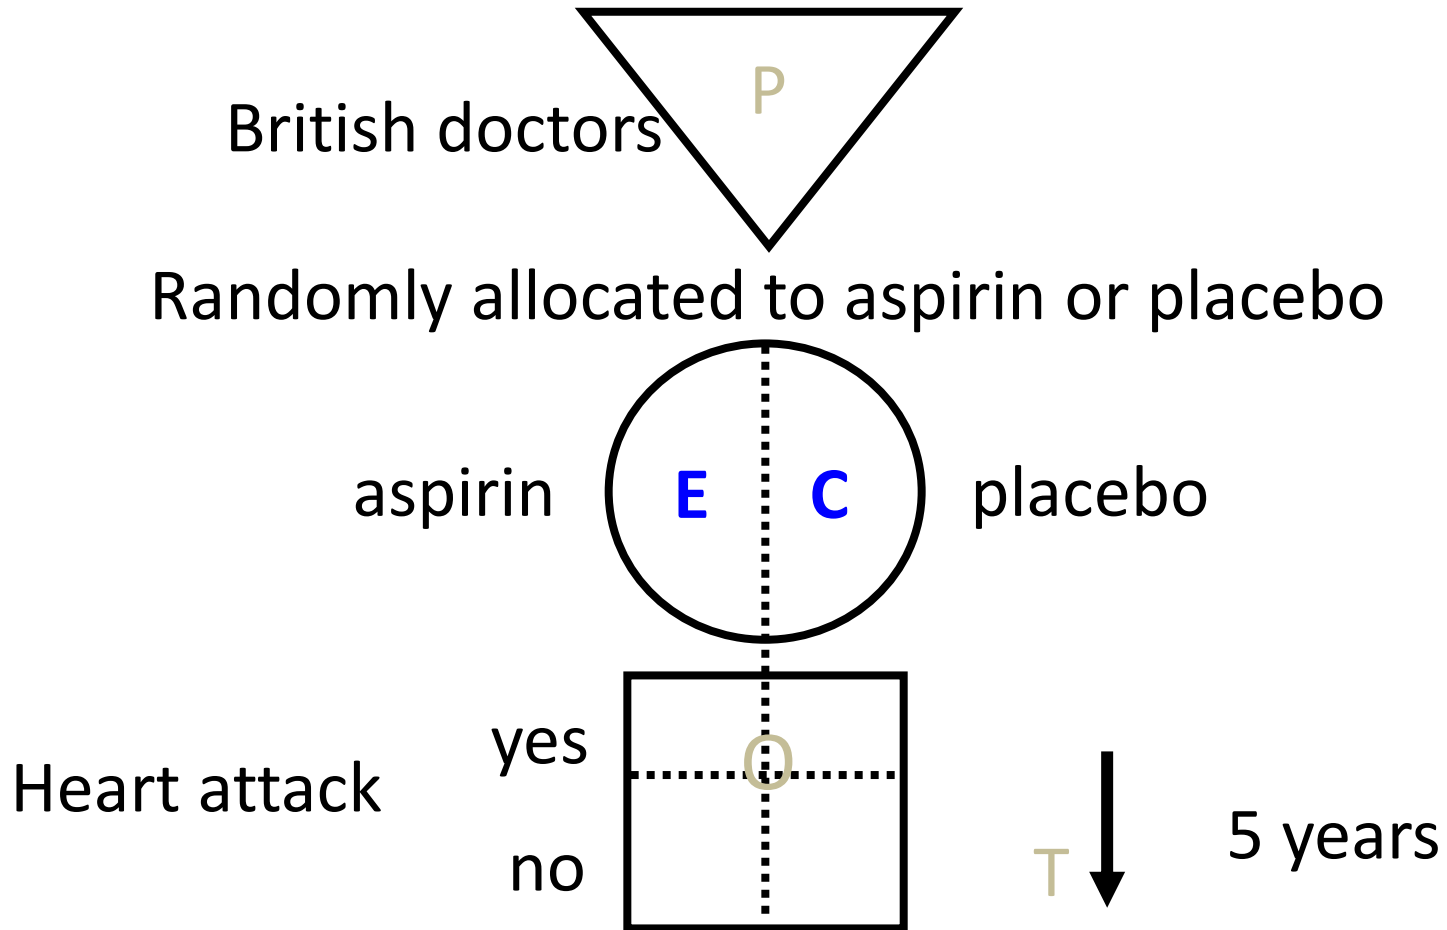 P
British doctors
Randomly allocated to aspirin or placebo
aspirin E C placebo
yes
O
Heart attack
no
T
5 years